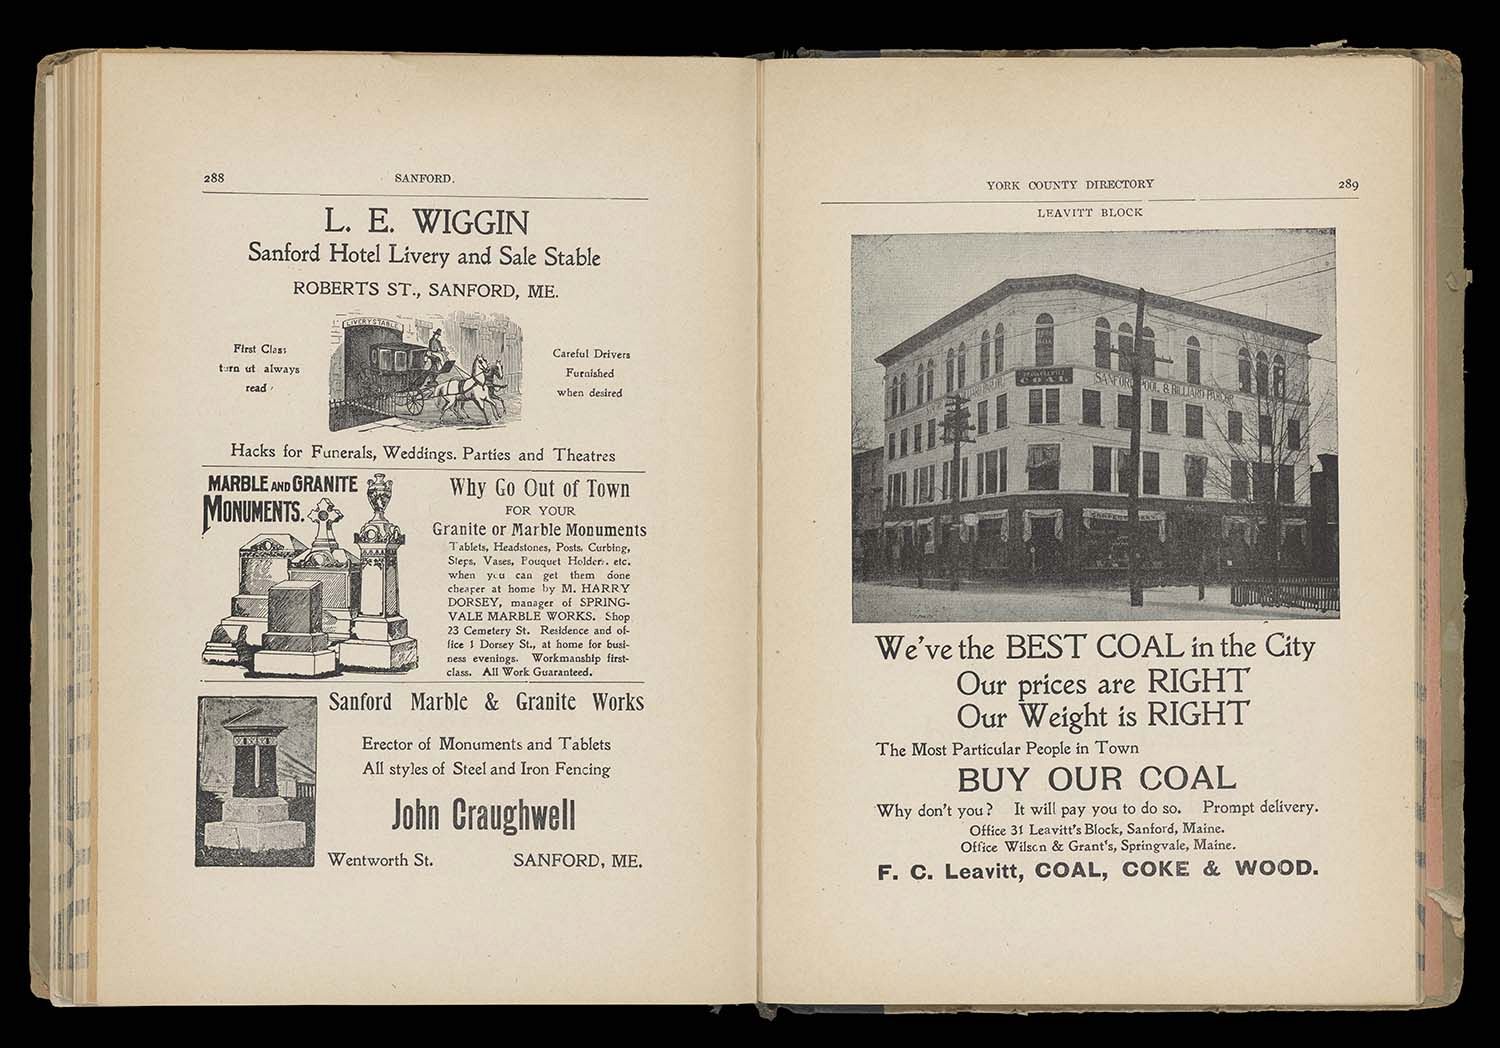 288
SANFORD.
L. E. WIGGIN
Sanford Hotel Livery and Sale Stable
ROBERTS ST., SANFORD, ME.
LIVERY STABLE
First Class
turn ut always
read
Careful Drivers
Furnished
when desired
Hacks for Funerals, Weddings. Parties and Theatres
MARBLE AND GRANITE
MONUMENTS.
Why Go Out of Town
FOR YOUR
Granite or Marble Monuments
Tablets, Headstones, Posts, Curbing,
Steps, Vases, Bouquet Holders. etc.
when you can get them done
cheaper at home by M. HARRY
DORSEY, manager of SPRING-
VALE MARBLE WORKS. Shop
23 Cemetery St. Residence and of-
fice 1 Dorsey St., at home for busi-
ness evenings. Workmanship first-
class. All Work Guaranteed.
Sanford Marble & Granite Works
Erector of Monuments and Tablets
All styles of Steel and Iron Fencing
John Craughwell
Wentworth St. SANFORD, ME.
YORK COUNTY DIRECTORY
289
LEAVITT BLOCK
COAL
SANFORD POOL & BILLIARD PARLOR
We've the BEST COAL in the City
Our prices are RIGHT
Our Weight is RIGHT
The Most Particular People in Town
BUY OUR COAL
Why don't you? It will pay you to do so. Prompt delivery.
Office 31 Leavitt's Block, Sanford, Maine.
Office Wilson & Grant's, Springvale, Maine.
F. C. Leavitt, COAL, COKE & WOOD.